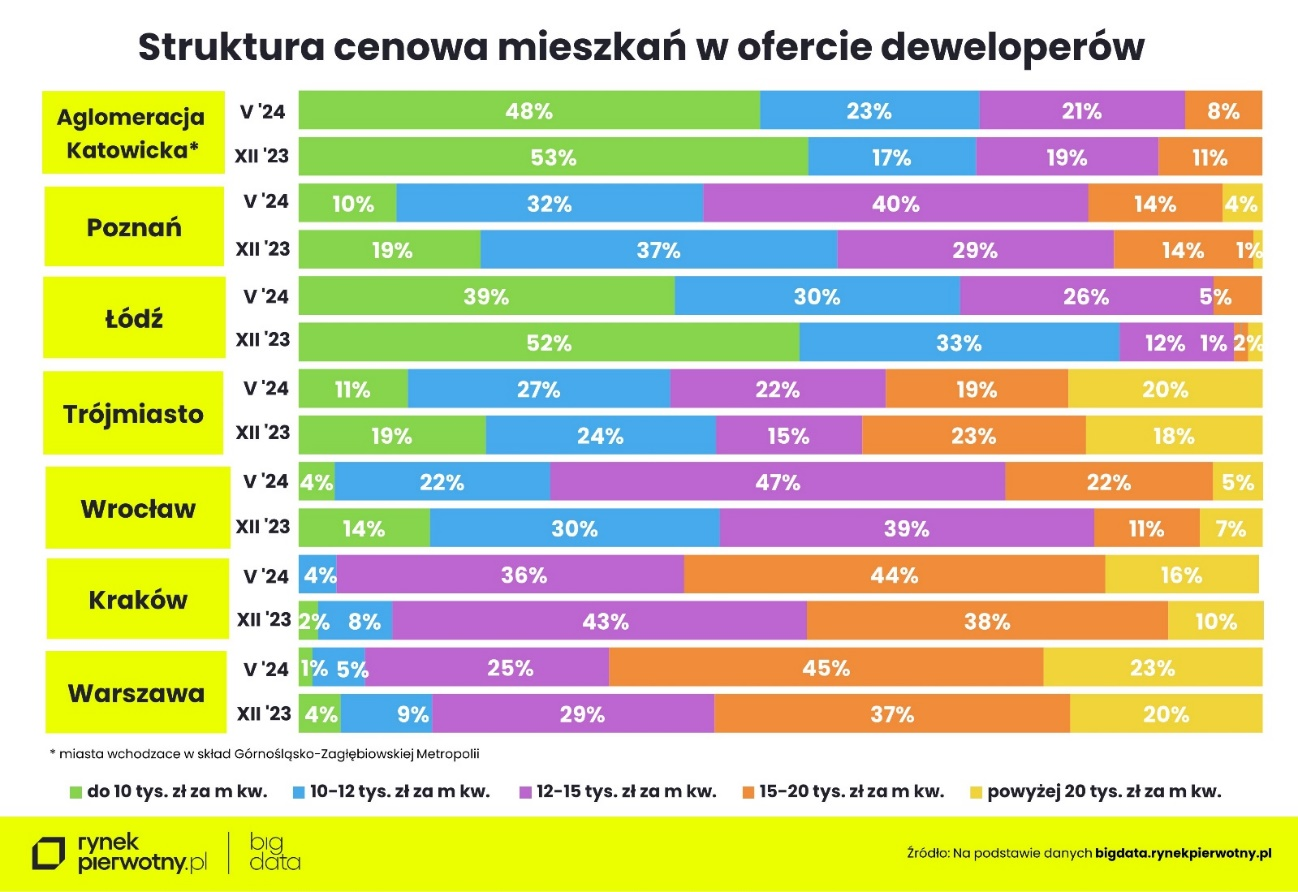 Struktura cenowa mieszkań w ofercie deweloperów
Aglomeracja
Katowicka*
V '24 48% 23% 21% 8%
XII '23 53% 17% 19% 11%
Poznań
V '24 10% 32% 40% 14% 4%
XII '23 19% 37% 29% 14% 1%
Łódź
V '24 39% 30% 26% 5%
XII '23 52% 33% 12% 1% 2%
Trójmiasto
V '24 11% 27% 22% 19% 20%
XII '23 19% 24% 15% 23% 18%
Wrocław
V '24 4% 22% 47% 22% 5%
XII '23 14% 30% 39% 11% 7%
Kraków
V '24 4% 36% 44% 16%
XII '23 2% 8% 43% 38% 10%
Warszawa
V '24 1% 5% 25% 45% 23%
XII '23 4% 9% 29% 37% 20%
* miasta wchodzace w skład Górnośląsko-Zagłębiowskiej Metropolii
do 10 tys. zł za m kw. 10-12 tys. zł za m kw. 12-15 tys. zł za m kw. 15-20 tys. zł za m kw. powyżej 20 tys. zł za m kw.
rynek
pierwotny.pl
big
data
Źródło: Na podstawie danych bigdata.rynekpierwotny.pl